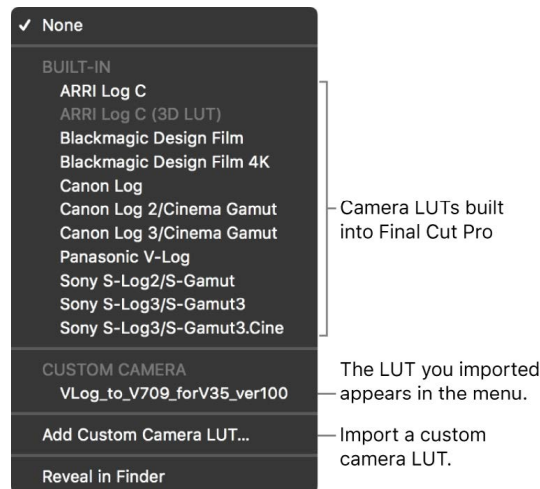 ✓ None
BUILT-IN
ARRI Log C
ARRI Log C (3D LUT)
Blackmagic Design Film
Blackmagic Design Film 4K
Canon Log
Canon Log 2/Cinema Gamut
Canon Log 3/Cinema Gamut
Panasonic V-Log
Sony S-Log2/S-Gamut
Sony S-Log3/S-Gamut3
Sony S-Log3/S-Gamut3.Cine
Camera LUTs built
into Final Cut Pro
CUSTOM CAMERA
VLog_to_V709_forV35_ver100
The LUT you imported
appears in the menu.
Add Custom Camera LUT...
Import a custom
camera LUT.
Reveal in Finder